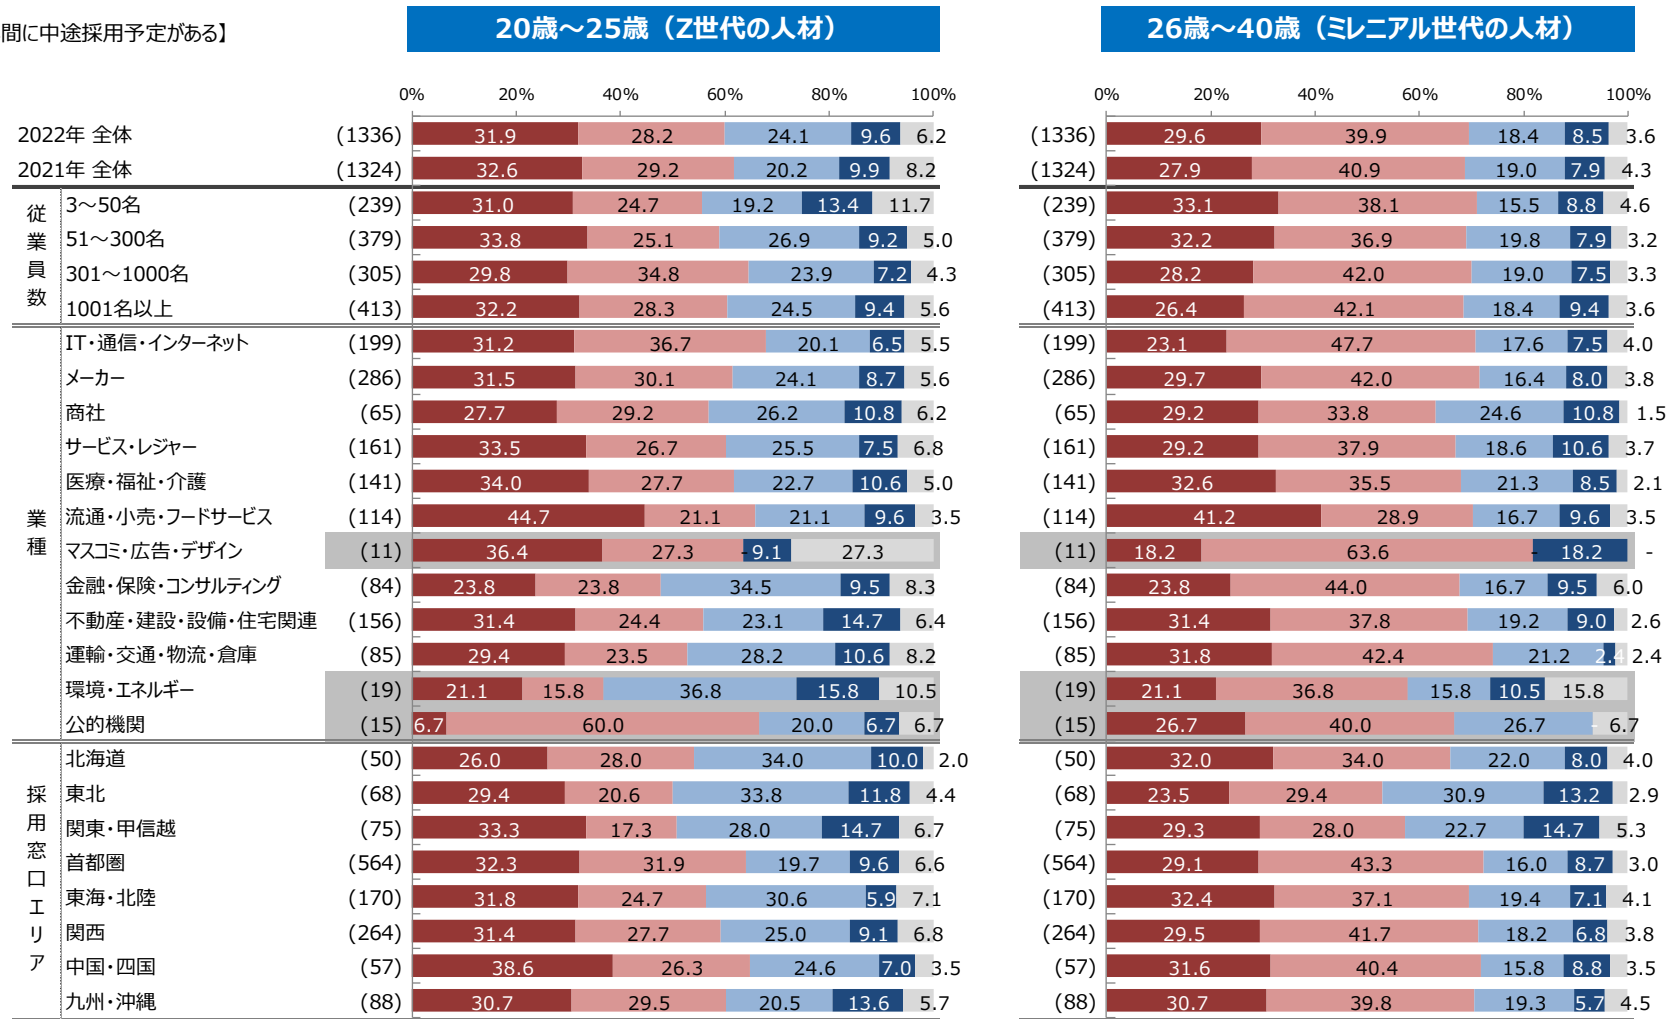 間に中途採用予定がある】
20歳～25歳（Z世代の人材）
26歳～40歳（ミレニアル世代の人材）
0% 20% 40% 60% 80% 100% 0% 20% 40% 60% 80% 100%
2022年 全体 (1336) 31.9 28.2 24.1 9.6 6.2 (1336) 29.6 39.9 18.4 8.5 3.6
2021年 全体 (1324) 32.6 29.2 20.2 9.9 8.2 (1324) 27.9 40.9 19.0 7.9 4.3
従業員数
3～50名 (239) 31.0 24.7 19.2 13.4 11.7 (239) 33.1 38.1 15.5 8.8 4.6
51～300名 (379) 33.8 25.1 26.9 9.2 5.0 (379) 32.2 36.9 19.8 7.9 3.2
301～1000名 (305) 29.8 34.8 23.9 7.2 4.3 (305) 28.2 42.0 19.0 7.5 3.3
1001名以上 (413) 32.2 28.3 24.5 9.4 5.6 (413) 26.4 42.1 18.4 9.4 3.6
業種
IT・通信・インターネット (199) 31.2 36.7 20.1 6.5 5.5 (199) 23.1 47.7 17.6 7.5 4.0
メーカー (286) 31.5 30.1 24.1 8.7 5.6 (286) 29.7 42.0 16.4 8.0 3.8
商社 (65) 27.7 29.2 26.2 10.8 6.2 (65) 29.2 33.8 24.6 10.8 1.5
サービス・レジャー (161) 33.5 26.7 25.5 7.5 6.8 (161) 29.2 37.9 18.6 10.6 3.7
医療・福祉・介護 (141) 34.0 27.7 22.7 10.6 5.0 (141) 32.6 35.5 21.3 8.5 2.1
流通・小売・フードサービス (114) 44.7 21.1 21.1 9.6 3.5 (114) 41.2 28.9 16.7 9.6 3.5
マスコミ・広告・デザイン (11) 36.4 27.3 - 9.1 27.3 (11) 18.2 63.6 - 18.2 -
金融・保険・コンサルティング (84) 23.8 23.8 34.5 9.5 8.3 (84) 23.8 44.0 16.7 9.5 6.0
不動産・建設・設備・住宅関連 (156) 31.4 24.4 23.1 14.7 6.4 (156) 31.4 37.8 19.2 9.0 2.6
運輸・交通・物流・倉庫 (85) 29.4 23.5 28.2 10.6 8.2 (85) 31.8 42.4 21.2 2.4 2.4
環境・エネルギー (19) 21.1 15.8 36.8 15.8 10.5 (19) 21.1 36.8 15.8 10.5 15.8
公的機関 (15) 6.7 60.0 20.0 6.7 6.7 (15) 26.7 40.0 26.7 - 6.7
採用窓口エリア
北海道 (50) 26.0 28.0 34.0 10.0 2.0 (50) 32.0 34.0 22.0 8.0 4.0
東北 (68) 29.4 20.6 33.8 11.8 4.4 (68) 23.5 29.4 30.9 13.2 2.9
関東・甲信越 (75) 33.3 17.3 28.0 14.7 6.7 (75) 29.3 28.0 22.7 14.7 5.3
首都圏 (564) 32.3 31.9 19.7 9.6 6.6 (564) 29.1 43.3 16.0 8.7 3.0
東海・北陸 (170) 31.8 24.7 30.6 5.9 7.1 (170) 32.4 37.1 19.4 7.1 4.1
関西 (264) 31.4 27.7 25.0 9.1 6.8 (264) 29.5 41.7 18.2 6.8 3.8
中国・四国 (57) 38.6 26.3 24.6 7.0 3.5 (57) 31.6 40.4 15.8 8.8 3.5
九州・沖縄 (88) 30.7 29.5 20.5 13.6 5.7 (88) 30.7 39.8 19.3 5.7 4.5